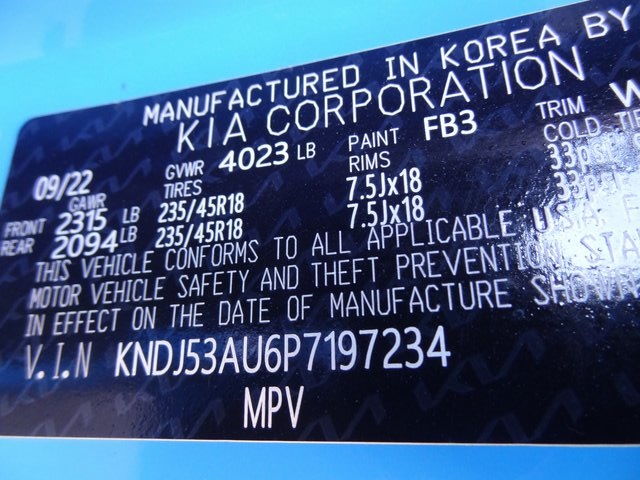 MANUFACTURED IN KOREA BY
KIA CORPORATION
09/22 GVWR 4023 LB PAINT FB3 TRIM
GAWR TIRES RIMS COLD
FRONT 2315 LB 235/45R18 7.5Jx18
REAR 2094 LB 235/45R18 7.5Jx18
THIS VEHICLE CONFORMS TO ALL APPLICABLE U.S.A.
MOTOR VEHICLE SAFETY AND THEFT PREVENTION
IN EFFECT ON THE DATE OF MANUFACTURE
V.I.N KNDJ53AU6P7197234
MPV